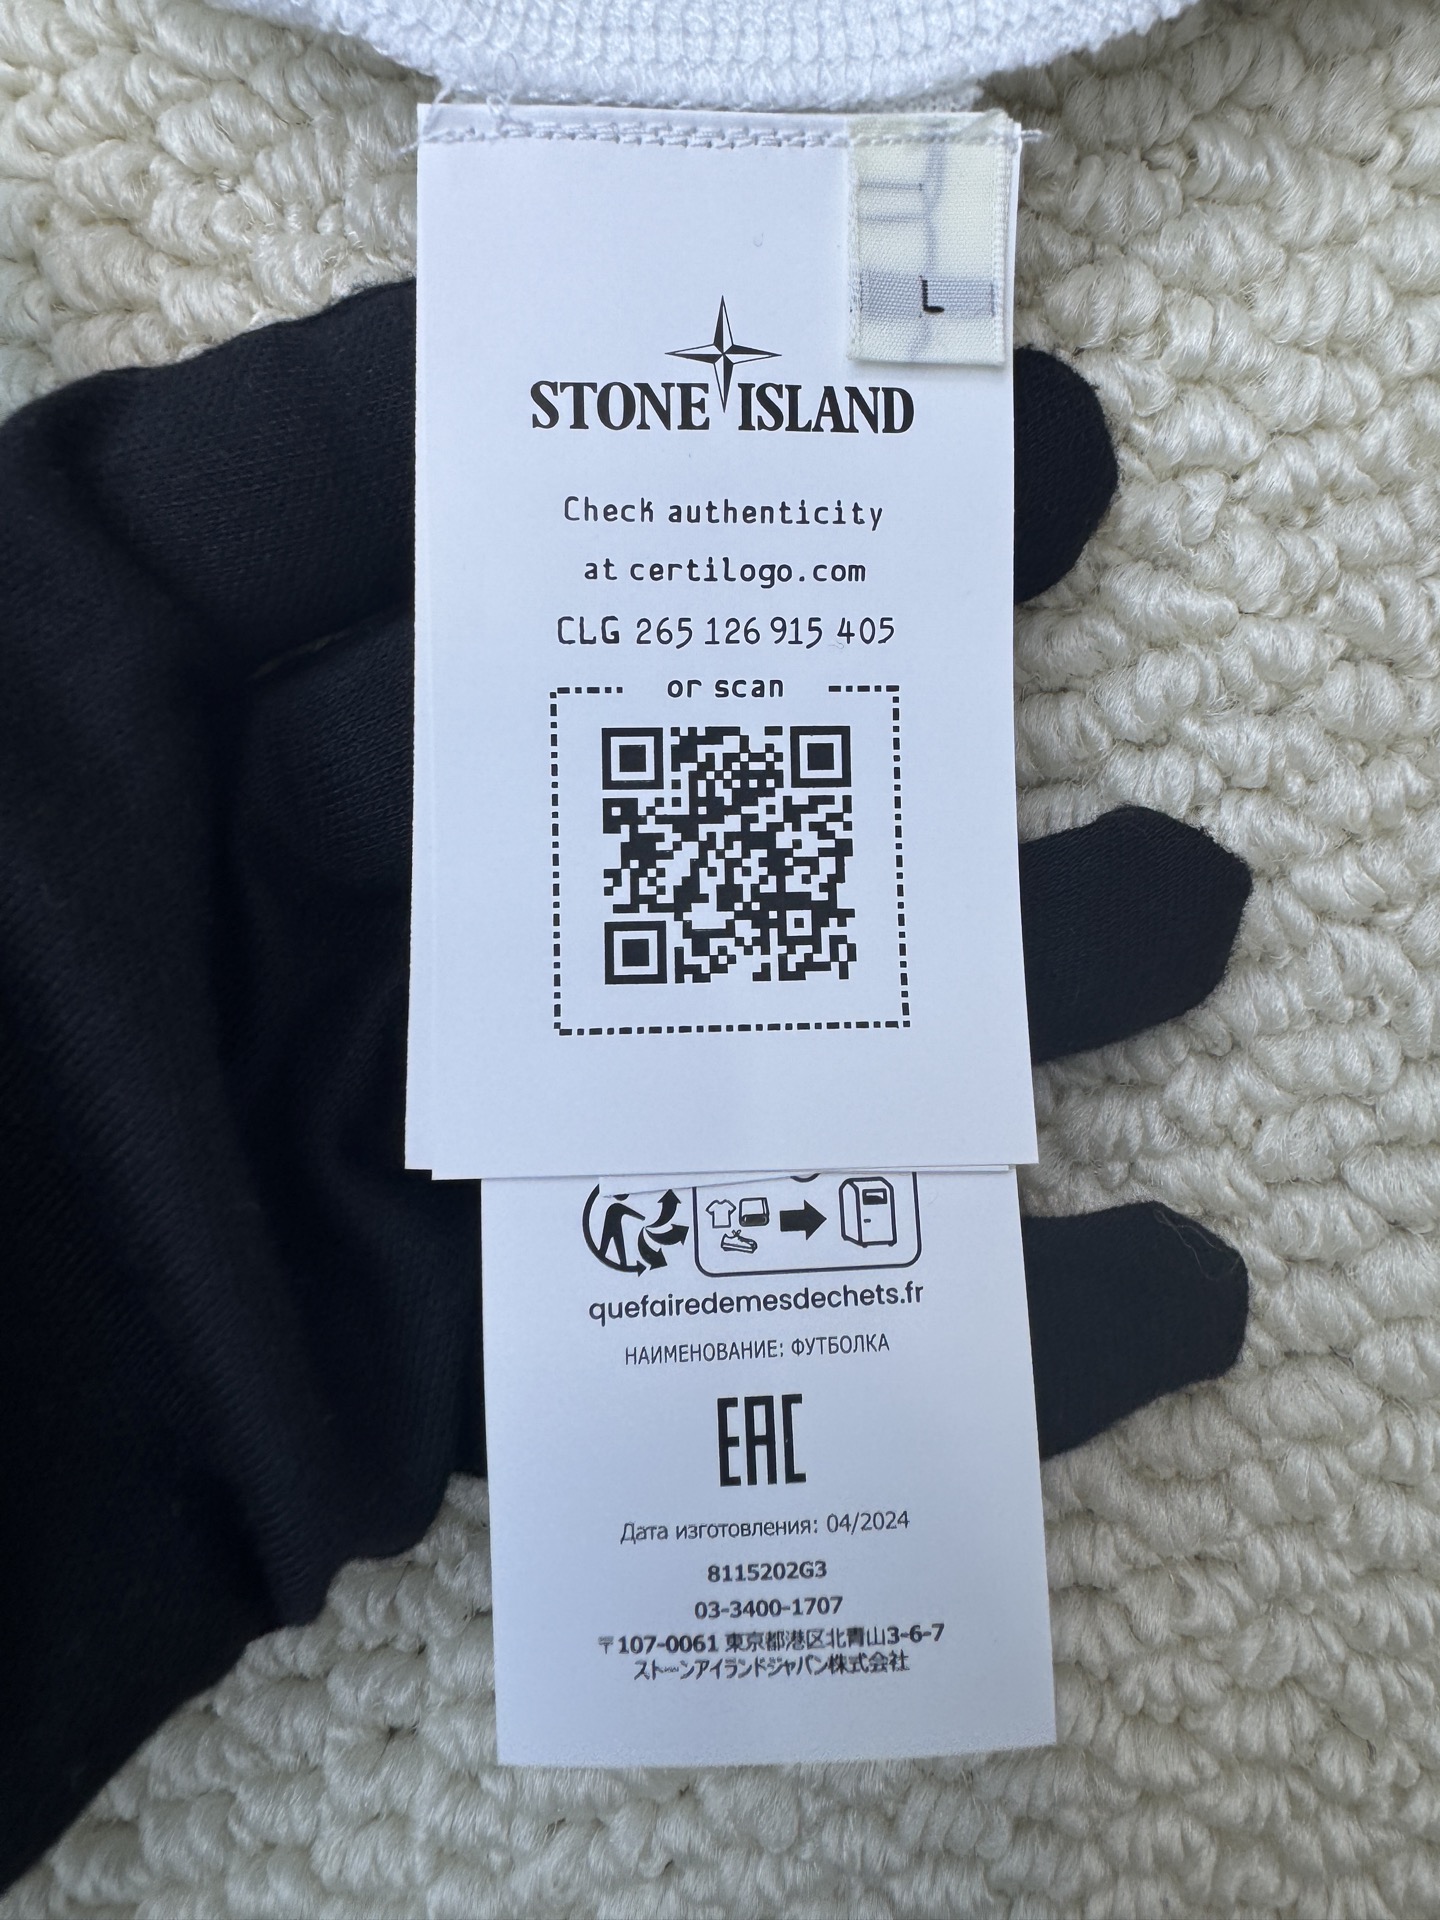 L
STONE ISLAND
Check authenticity
at certilogo.com
CLG 265 126 915 405
or scan
quefairedemesdechets.fr
НАИМЕНОВАНИЕ: ФУТБОЛКА
EAC
Дата изготовления: 04/2024
8115202G3
03-3400-1707
〒107-0061 東京都港区北青山3-6-7
ストーンアイランドジャパン株式会社